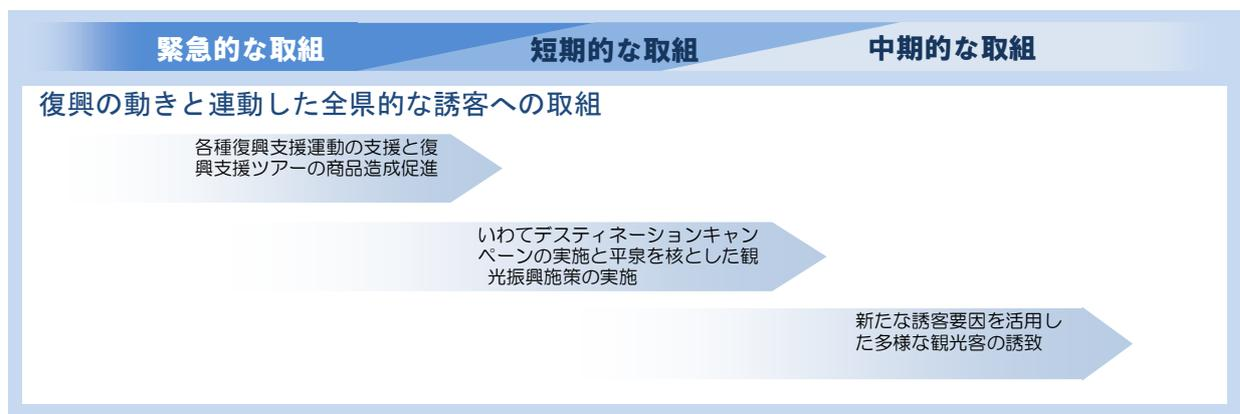 緊急的な取組
短期的な取組
中期的な取組
復興の動きと連動した全県的な誘客への取組
各種復興支援運動の支援と復
興支援ツアーの商品造成促進
いわてデスティネーションキャン
ペーンの実施と平泉を核とした観
光振興施策の実施
新たな誘客要因を活用し
た多様な観光客の誘致